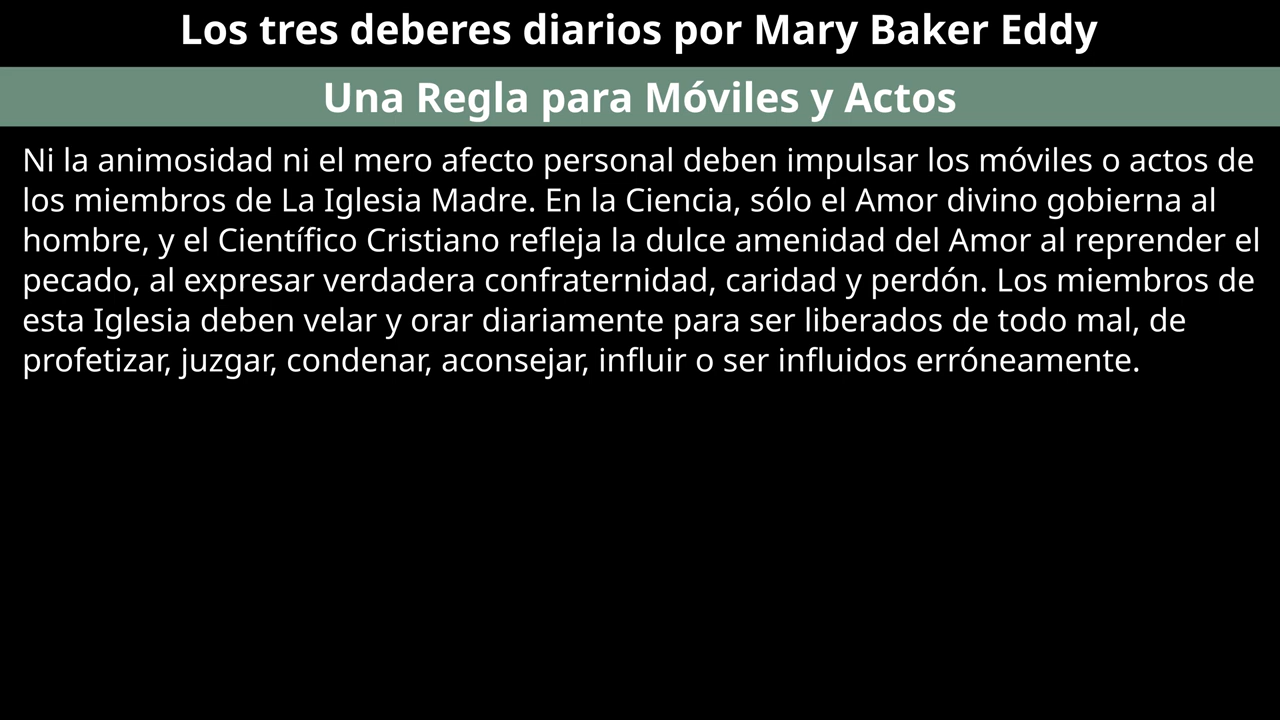 Los tres deberes diarios por Mary Baker Eddy
Una Regla para Móviles y Actos
Ni la animosidad ni el mero afecto personal deben impulsar los móviles o actos de
los miembros de La Iglesia Madre. En la Ciencia, sólo el Amor divino gobierna al
hombre, y el Científico Cristiano refleja la dulce amenidad del Amor al reprender el
pecado, al expresar verdadera confraternidad, caridad y perdón. Los miembros de
esta Iglesia deben velar y orar diariamente para ser liberados de todo mal, de
profetizar, juzgar, condenar, aconsejar, influir o ser influidos erróneamente.